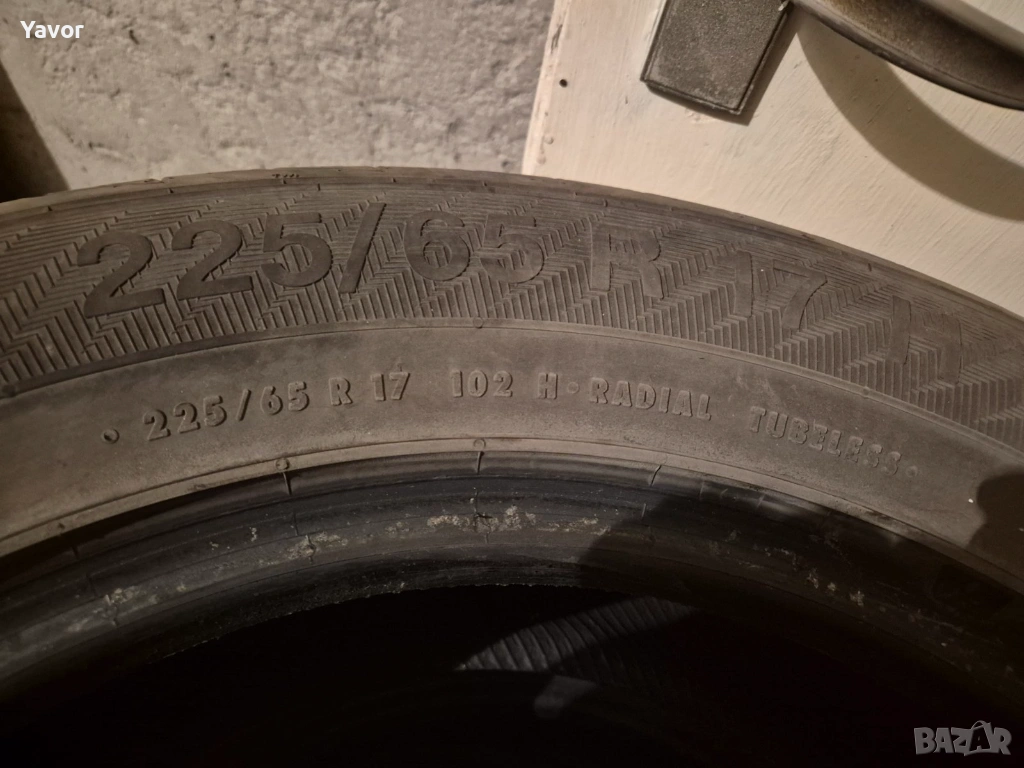 Yavor
225/65 R 17 H
225/65 R 17 102 H · RADIAL TUBELESS ·
BAZAR